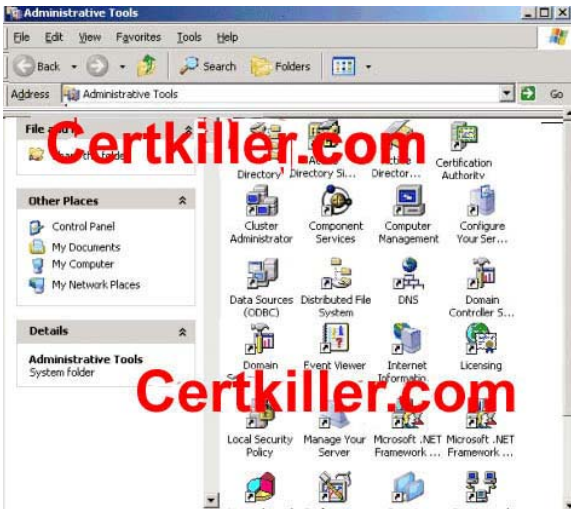 Administrative Tools
File Edit View Favorites Tools Help
Back Search Folders
Address Administrative Tools Go
File and
Certkiller.com
Directory Directory Si... Director... Certification Authority
Other Places
Control Panel
My Documents
My Computer
My Network Places
Cluster Administrator
Component Services
Computer Management
Configure Your Ser...
Data Sources (ODBC)
Distributed File System
DNS
Domain Controller S...
Details
Administrative Tools
System folder
Domain
Event Viewer
Internet
Informatio...
Licensing
Certkiller.com
Local Security Policy
Manage Your Server
Microsoft .NET Framework ...
Microsoft .NET Framework ...